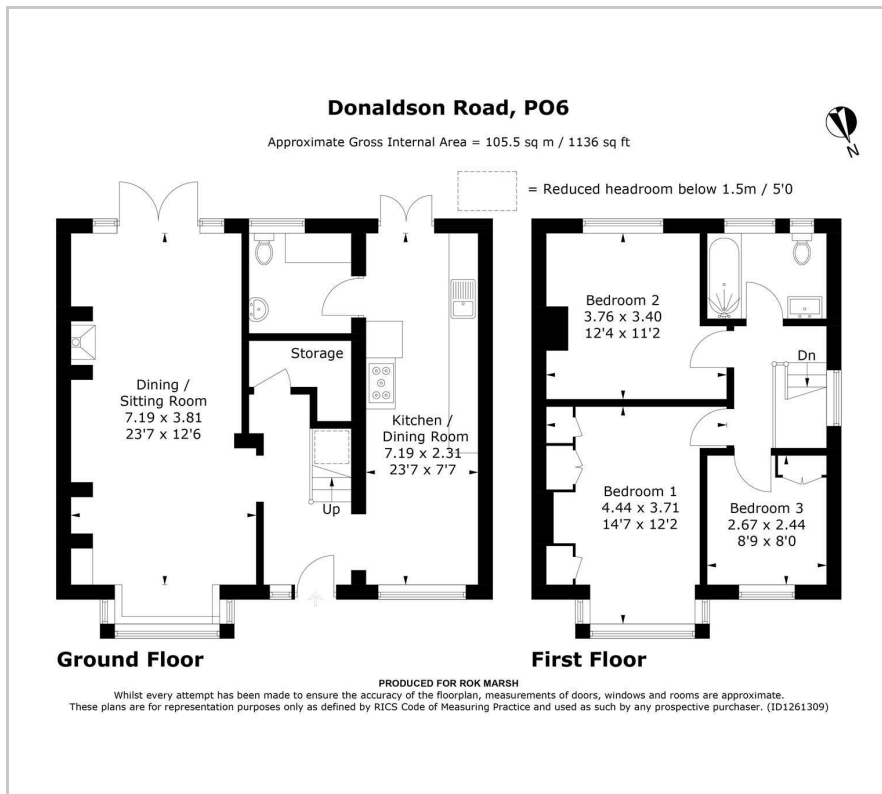 Donaldson Road, PO6
Approximate Gross Internal Area = 105.5 sq m / 1136 sq ft
N
= Reduced headroom below 1.5m / 5'0
Storage
Dining /
Sitting Room
7.19 x 3.81
23'7 x 12'6
Kitchen /
Dining Room
7.19 x 2.31
23'7 x 7'7
Up
Bedroom 2
3.76 x 3.40
12'4 x 11'2
Dn
Bedroom 1
4.44 x 3.71
14'7 x 12'2
Bedroom 3
2.67 x 2.44
8'9 x 8'0
Ground Floor
First Floor
PRODUCED FOR ROK MARSH
Whilst every attempt has been made to ensure the accuracy of the floorplan, measurements of doors, windows and rooms are approximate.
These plans are for representation purposes only as defined by RICS Code of Measuring Practice and used as such by any prospective purchaser. (ID1261309)